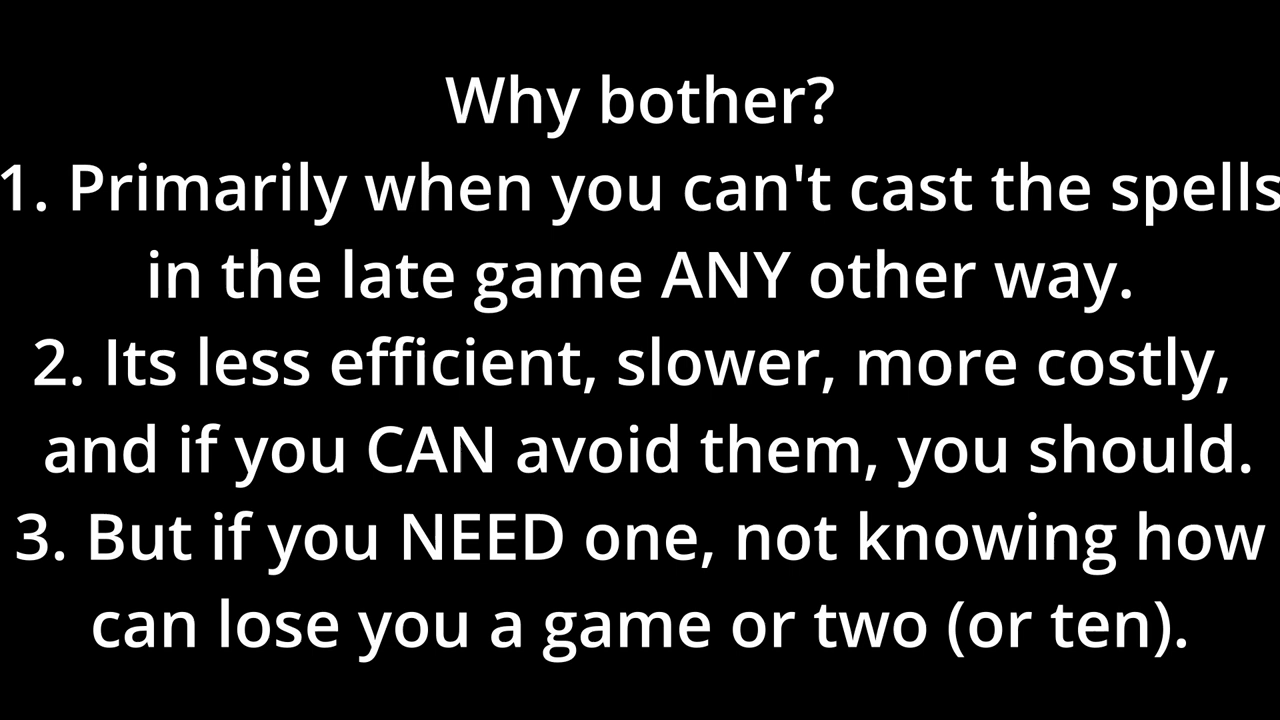 Why bother?
1. Primarily when you can't cast the spells
in the late game ANY other way.
2. Its less efficient, slower, more costly,
and if you CAN avoid them, you should.
3. But if you NEED one, not knowing how
can lose you a game or two (or ten).